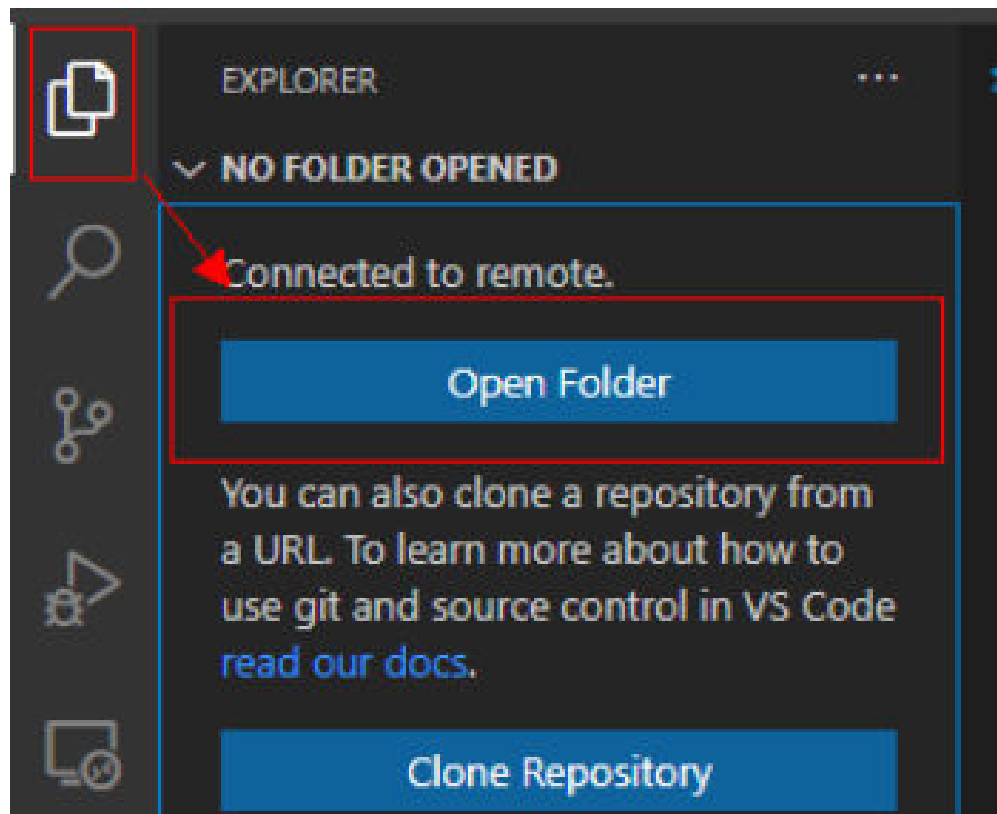 EXPLORER ...
NO FOLDER OPENED
Connected to remote.
Open Folder
You can also clone a repository from
a URL. To learn more about how to
use git and source control in VS Code
read our docs.
Clone Repository